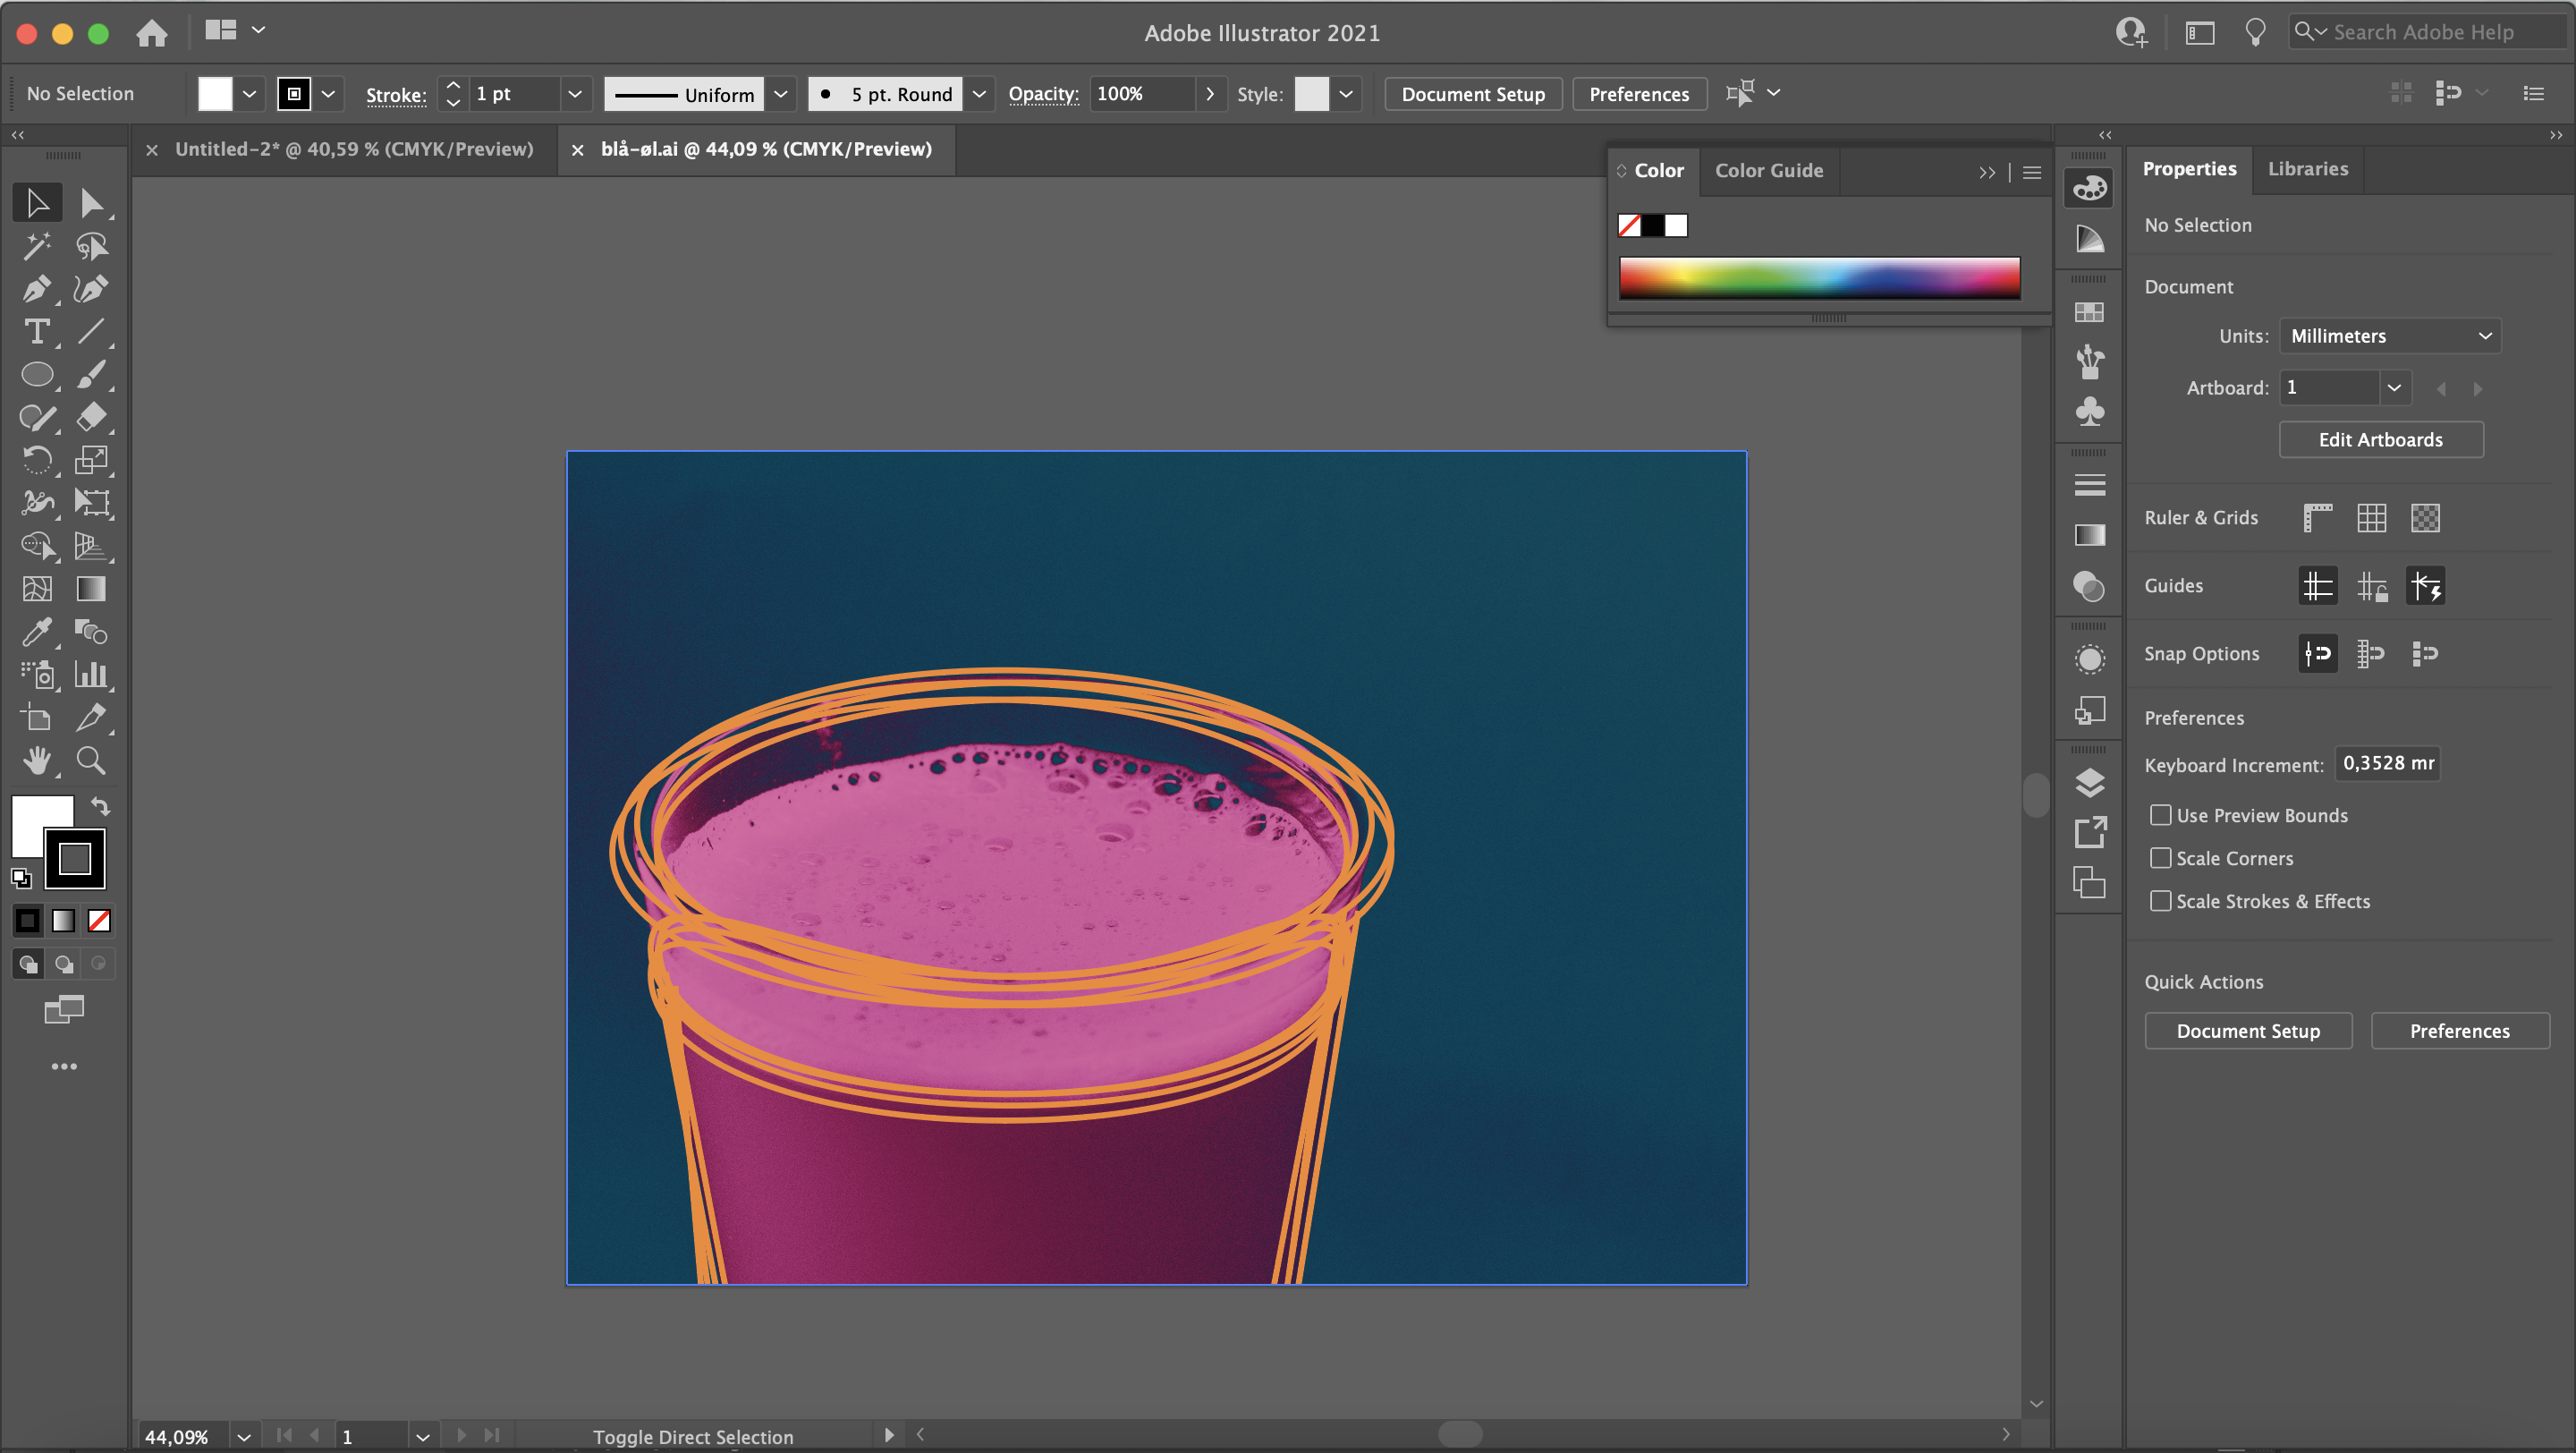 Adobe Illustrator 2021
Search Adobe Help
No Selection
Stroke:
1 pt
Uniform
5 pt. Round
Opacity:
100%
Style:
Document Setup
Preferences
Untitled-2* @ 40,59 % (CMYK/Preview)
blå-øl.ai @ 44,09 % (CMYK/Preview)
Color
Color Guide
Properties
Libraries
No Selection
Document
Units:
Millimeters
Artboard:
1
Edit Artboards
Ruler & Grids
Guides
Snap Options
Preferences
Keyboard Increment:
0,3528 mr
Use Preview Bounds
Scale Corners
Scale Strokes & Effects
Quick Actions
Document Setup
Preferences
44,09%
1
Toggle Direct Selection